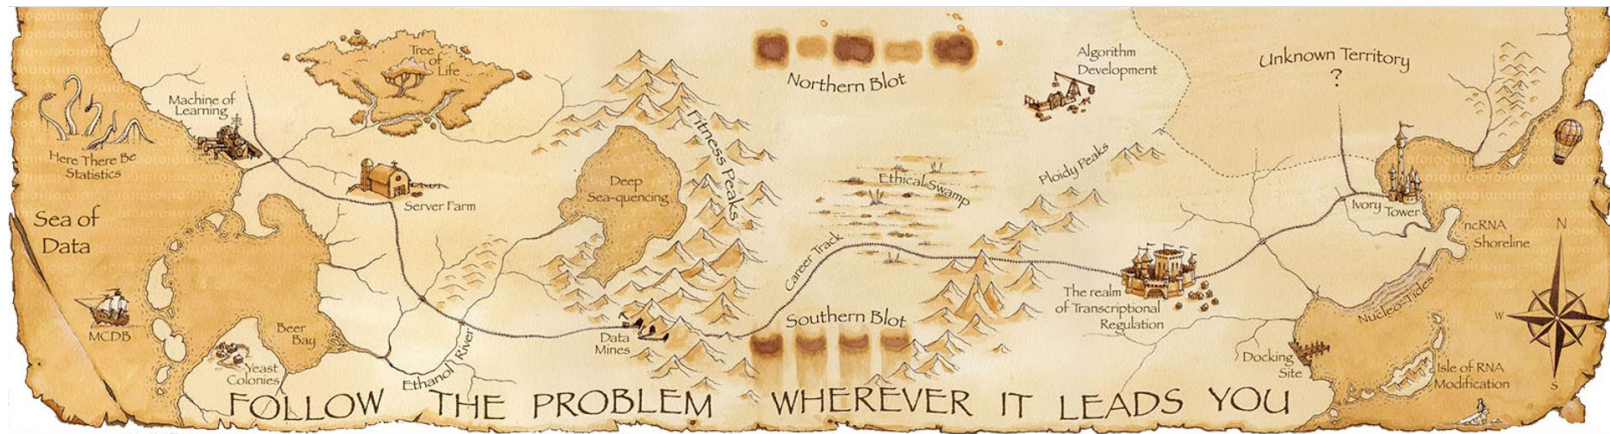 Tree
of
Life
Machine of
Learning
Here There Be
Statistics
Server Farm
Sea of
Data
MCDB
Beer
Bay
Yeast
Colonies
Ethanol River
Deep
Sea-quencing
Fitness Peaks
Data
Mines
Northern Blot
Ethical Swamp
Career Track
Southern Blot
Algorithm
Development
Ploidy Peaks
Unknown Territory
?
Ivory Tower
The realm
of Transcriptional
Regulation
ncRNA
Shoreline
Nucleo-Tides
Docking
Site
Isle of RNA
Modification
N
W
S
FOLLOW THE PROBLEM WHEREVER IT LEADS YOU